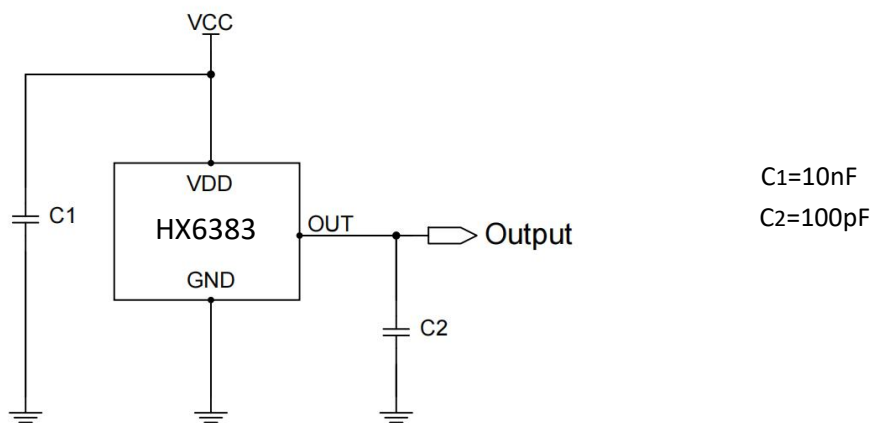 VCC
VDD
C1
HX6383
OUT
Output
GND
C2
C1=10nF
C2=100pF